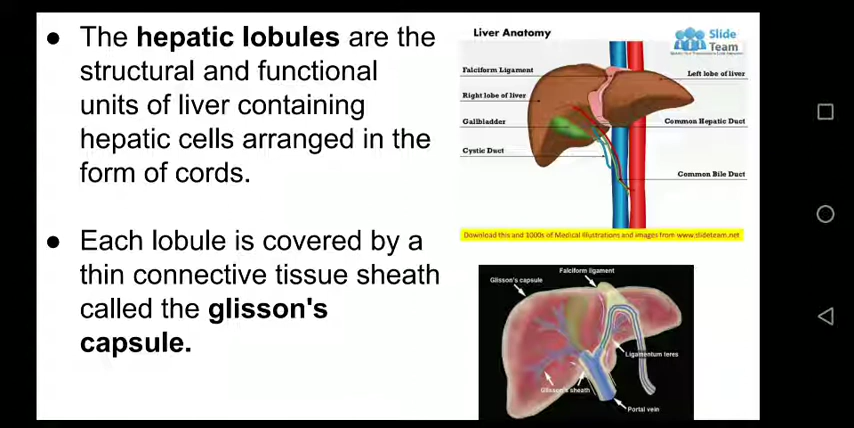 ● The hepatic lobules are the
structural and functional
units of liver containing
hepatic cells arranged in the
form of cords.
● Each lobule is covered by a
thin connective tissue sheath
called the glisson's
capsule.
Liver Anatomy
Slide
Team
Falciform Ligament
Left lobe of liver
Right lobe of liver
Gallbladder
Common Hepatic Duct
Cystic Duct
Common Bile Duct
Download this and 1000s of Medical Illustrations and images from www.slideteam.net
Falciform ligament
Glisson's capsule
Ligamentum teres
Glisson's sheath
Portal vein